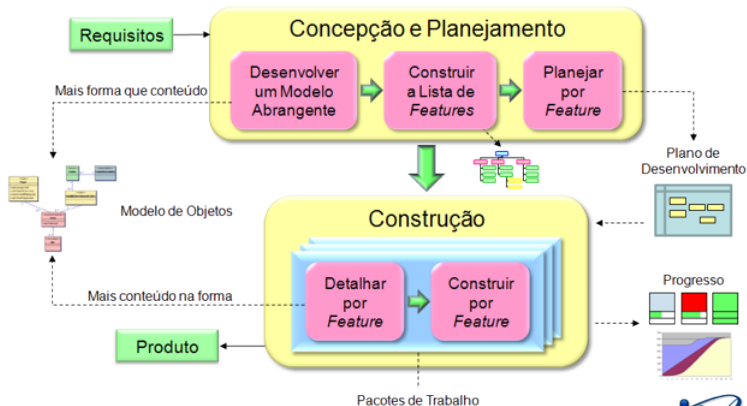 Concepção e Planejamento
Requisitos
Desenvolver
um Modelo
Abrangente
Construir
a Lista de
Features
Planejar
por
Feature
Mais forma que conteúdo
Plano de
Desenvolvimento
Modelo de Objetos
Construção
Detalhar
por
Feature
Construir
por
Feature
Mais conteúdo na forma
Progresso
Produto
Pacotes de Trabalho